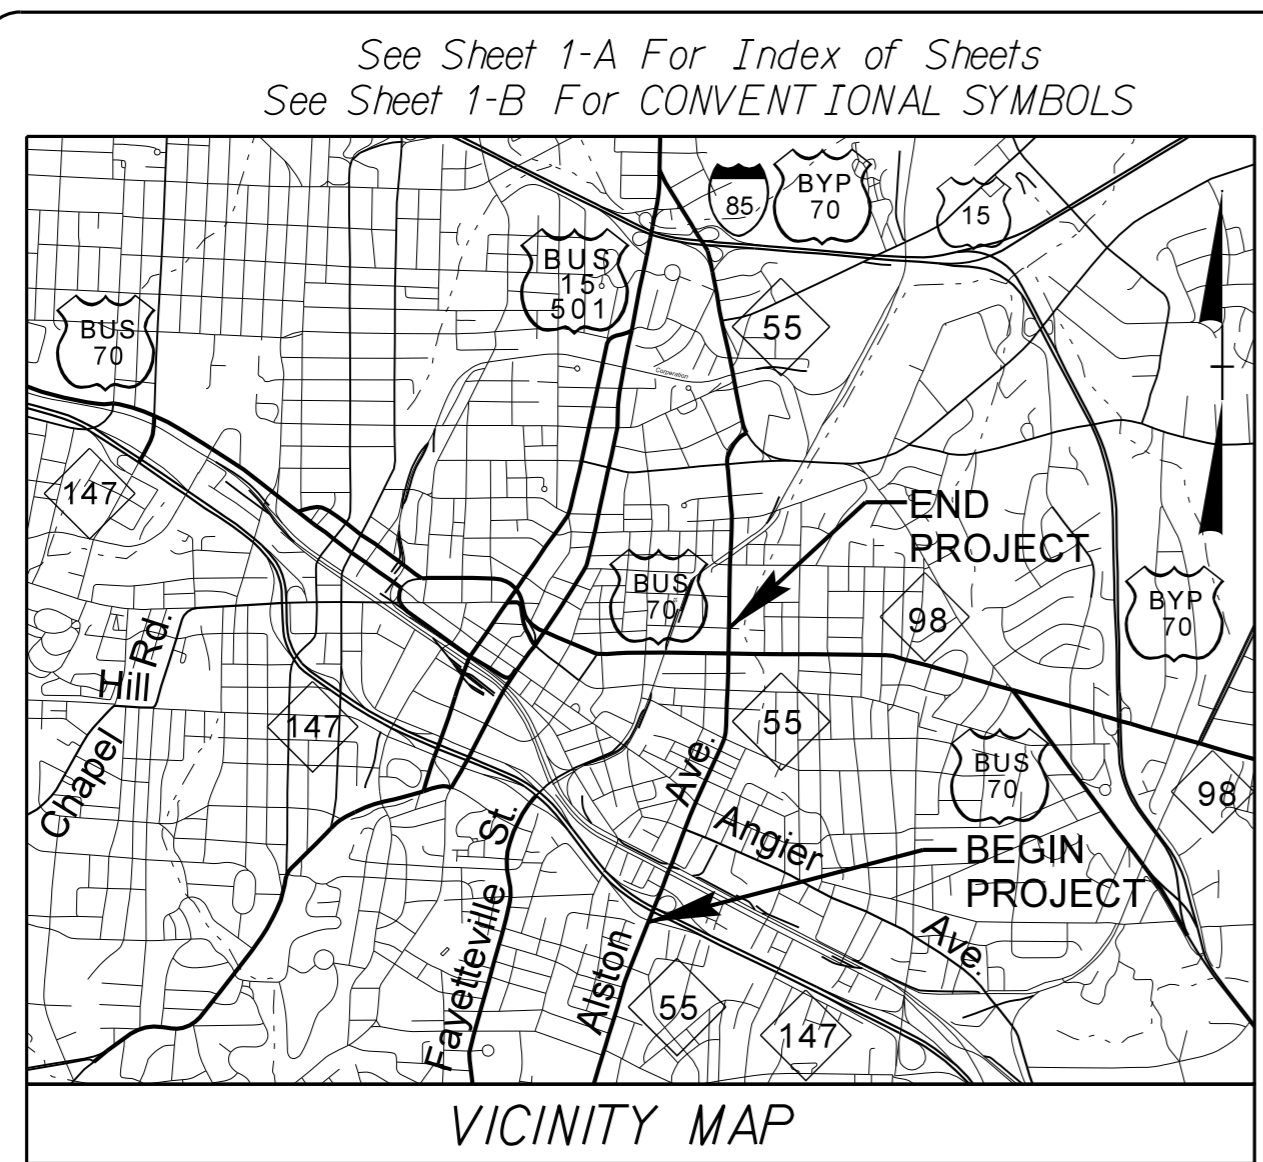 See Sheet 1-A For Index of Sheets
See Sheet 1-B For CONVENTIONAL SYMBOLS
85
BYP
70
15
BUS
15
501
55
BUS
70
Corporation
147
END
PROJECT
BUS
70
98
BYP
70
Chapel Hill Rd.
147
55
BUS
70
98
Angier Ave.
BEGIN
PROJECT
Fayetteville St.
Alston Ave.
55
147
VICINITY MAP